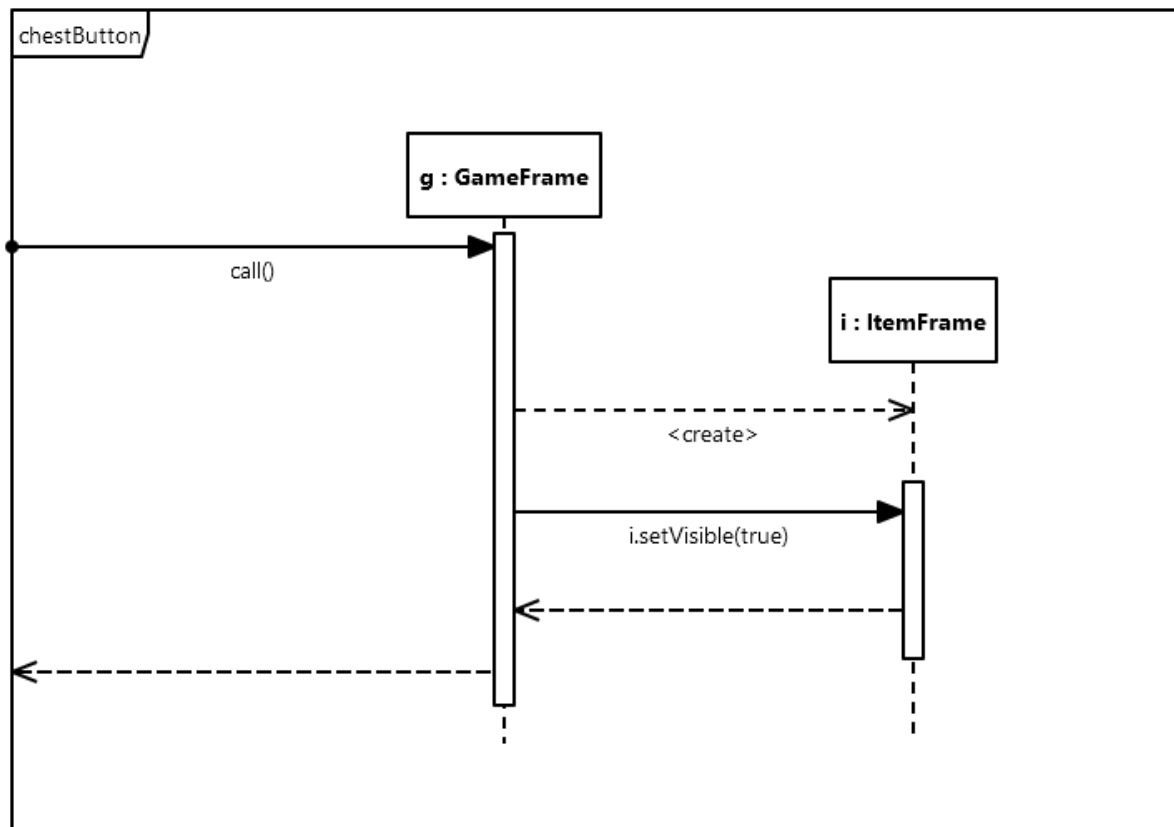 chestButton
g : GameFrame
call()
i : ItemFrame
<create>
i.setVisible(true)